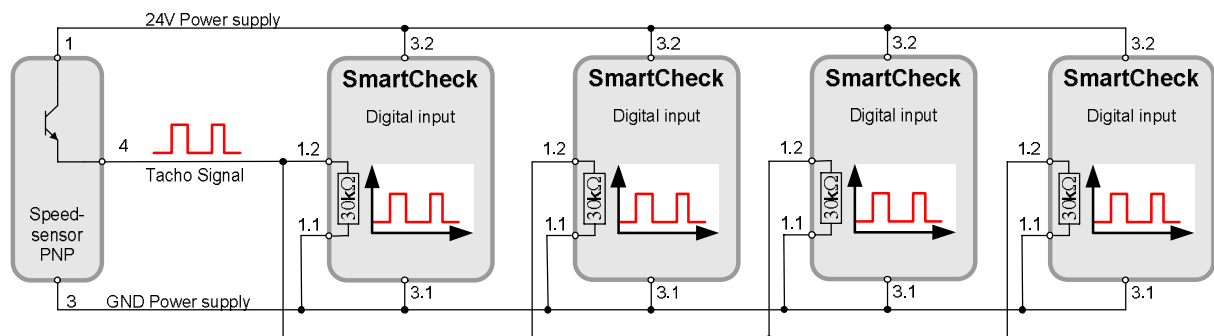 24V Power supply
1
3.2
3.2
3.2
3.2
SmartCheck
SmartCheck
SmartCheck
SmartCheck
Digital input
Digital input
Digital input
Digital input
4
Tacho Signal
1.2
1.2
1.2
1.2
30kΩ
30kΩ
30kΩ
30kΩ
Speed-
sensor
PNP
1.1
1.1
1.1
1.1
3
GND Power supply
3.1
3.1
3.1
3.1